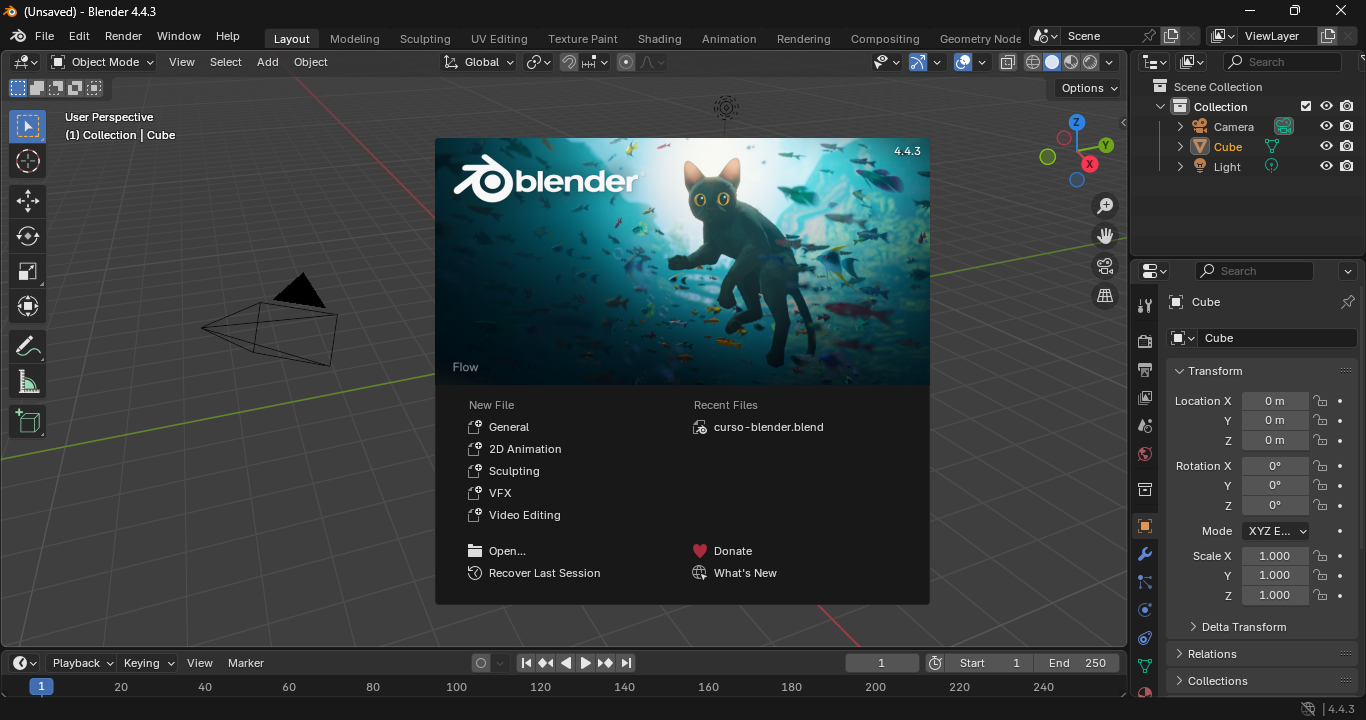 (Unsaved) - Blender 4.4.3
File Edit Render Window Help Layout Modeling Sculpting UV Editing Texture Paint Shading Animation Rendering Compositing Geometry Node Scene ViewLayer
Object Mode View Select Add Object Global Search
Options
User Perspective
(1) Collection | Cube
Z
Y
X
blender
4.4.3
Flow
New File
General
2D Animation
Sculpting
VFX
Video Editing
Open...
Recover Last Session
Recent Files
curso-blender.blend
Donate
What's New
Scene Collection
Collection
Camera
Cube
Light
Search
Cube
Cube
Transform
Location X 0 m
Y 0 m
Z 0 m
Rotation X 0°
Y 0°
Z 0°
Mode XYZ E...
Scale X 1.000
Y 1.000
Z 1.000
Delta Transform
Relations
Collections
Playback Keying View Marker 1 Start 1 End 250
1 20 40 60 80 100 120 140 160 180 200 220 240
4.4.3